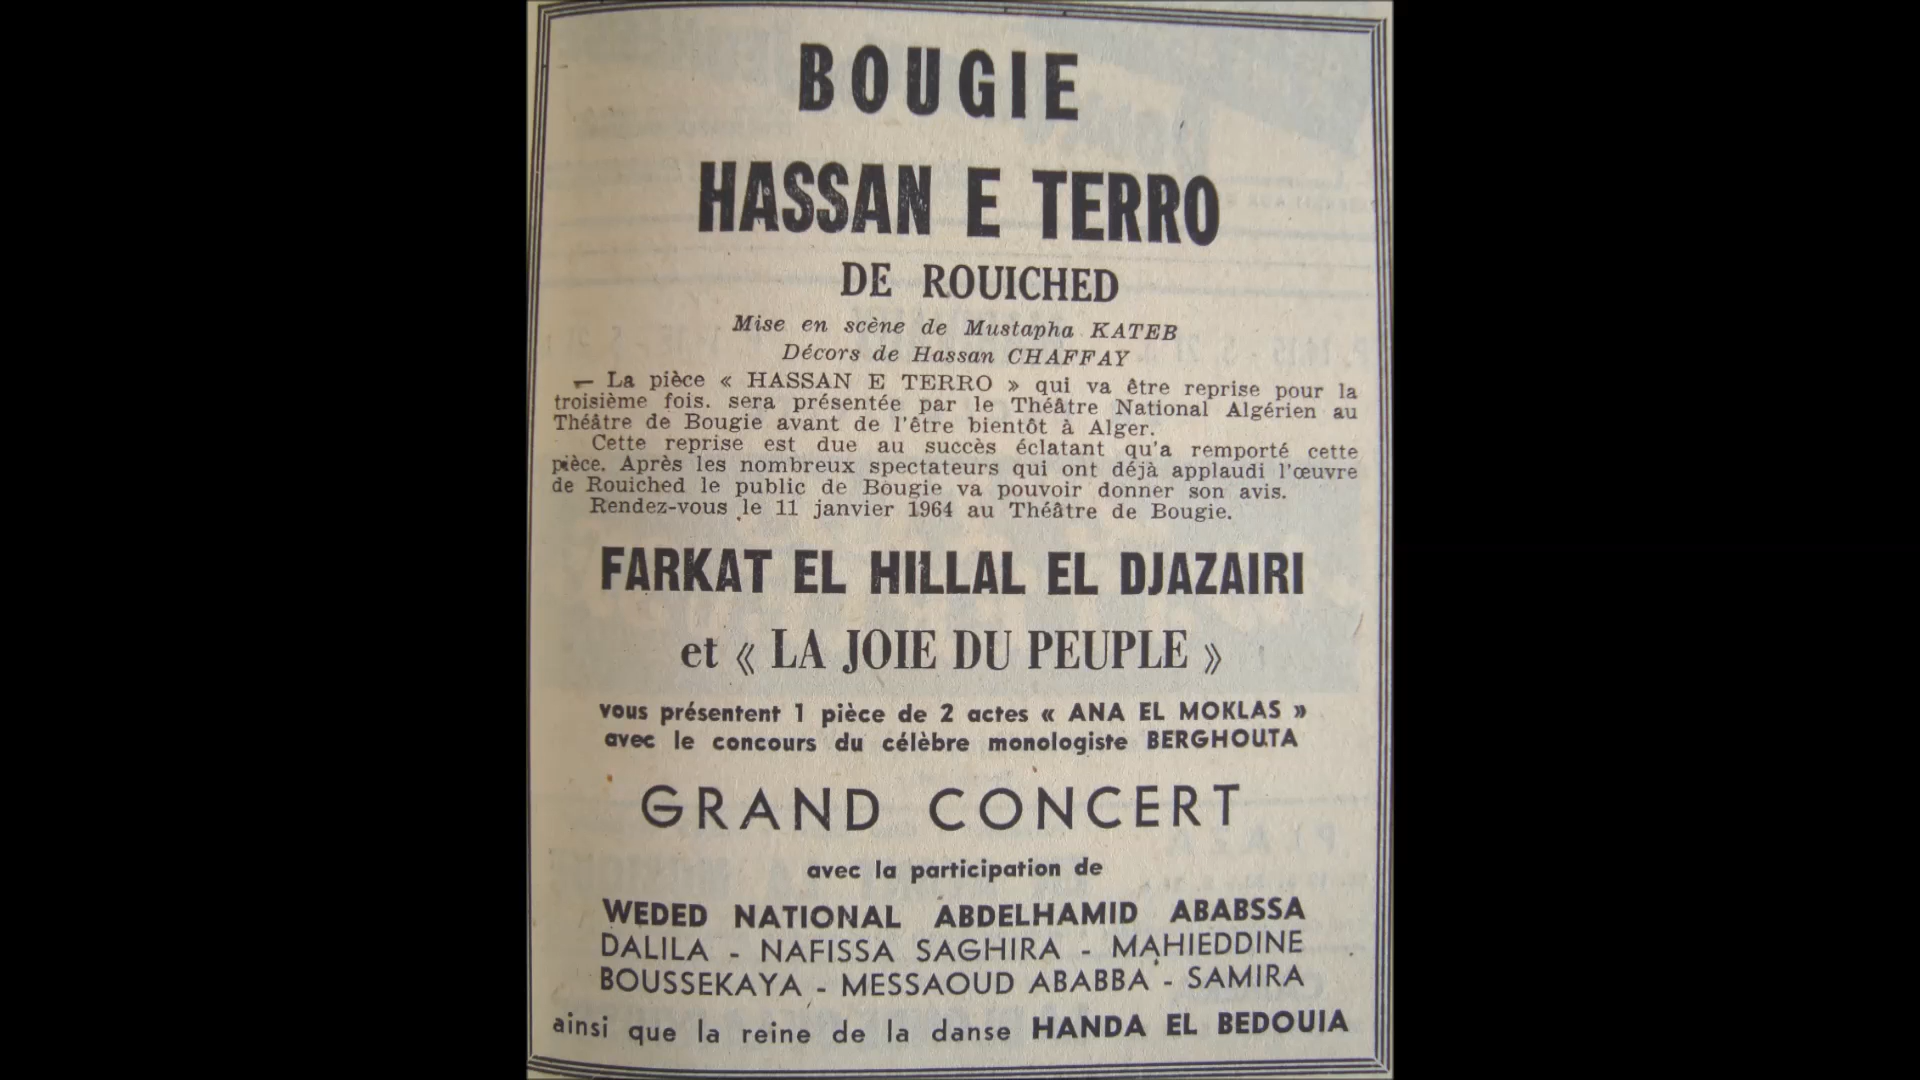 BOUGIE
HASSAN E TERRO
DE ROUICHED
Mise en scène de Mustapha KATEB
Décors de Hassan CHAFFAY
— La pièce « HASSAN E TERRO » qui va être reprise pour la
troisième fois. sera présentée par le Théâtre National Algérien au
Théâtre de Bougie avant de l'être bientôt à Alger.
Cette reprise est due au succès éclatant qu'a remporté cette
pièce. Après les nombreux spectateurs qui ont déjà applaudi l'œuvre
de Rouiched le public de Bougie va pouvoir donner son avis.
Rendez-vous le 11 janvier 1964 au Théâtre de Bougie.
FARKAT EL HILLAL EL DJAZAIRI
et « LA JOIE DU PEUPLE »
vous présentent 1 pièce de 2 actes « ANA EL MOKLAS »
avec le concours du célèbre monologiste BERGHOUTA
GRAND CONCERT
avec la participation de
WEDED NATIONAL ABDELHAMID ABABSSA
DALILA - NAFISSA SAGHIRA - MAHIEDDINE
BOUSSEKAYA - MESSAOUD ABABBA - SAMIRA
ainsi que la reine de la danse HANDA EL BEDOUIA